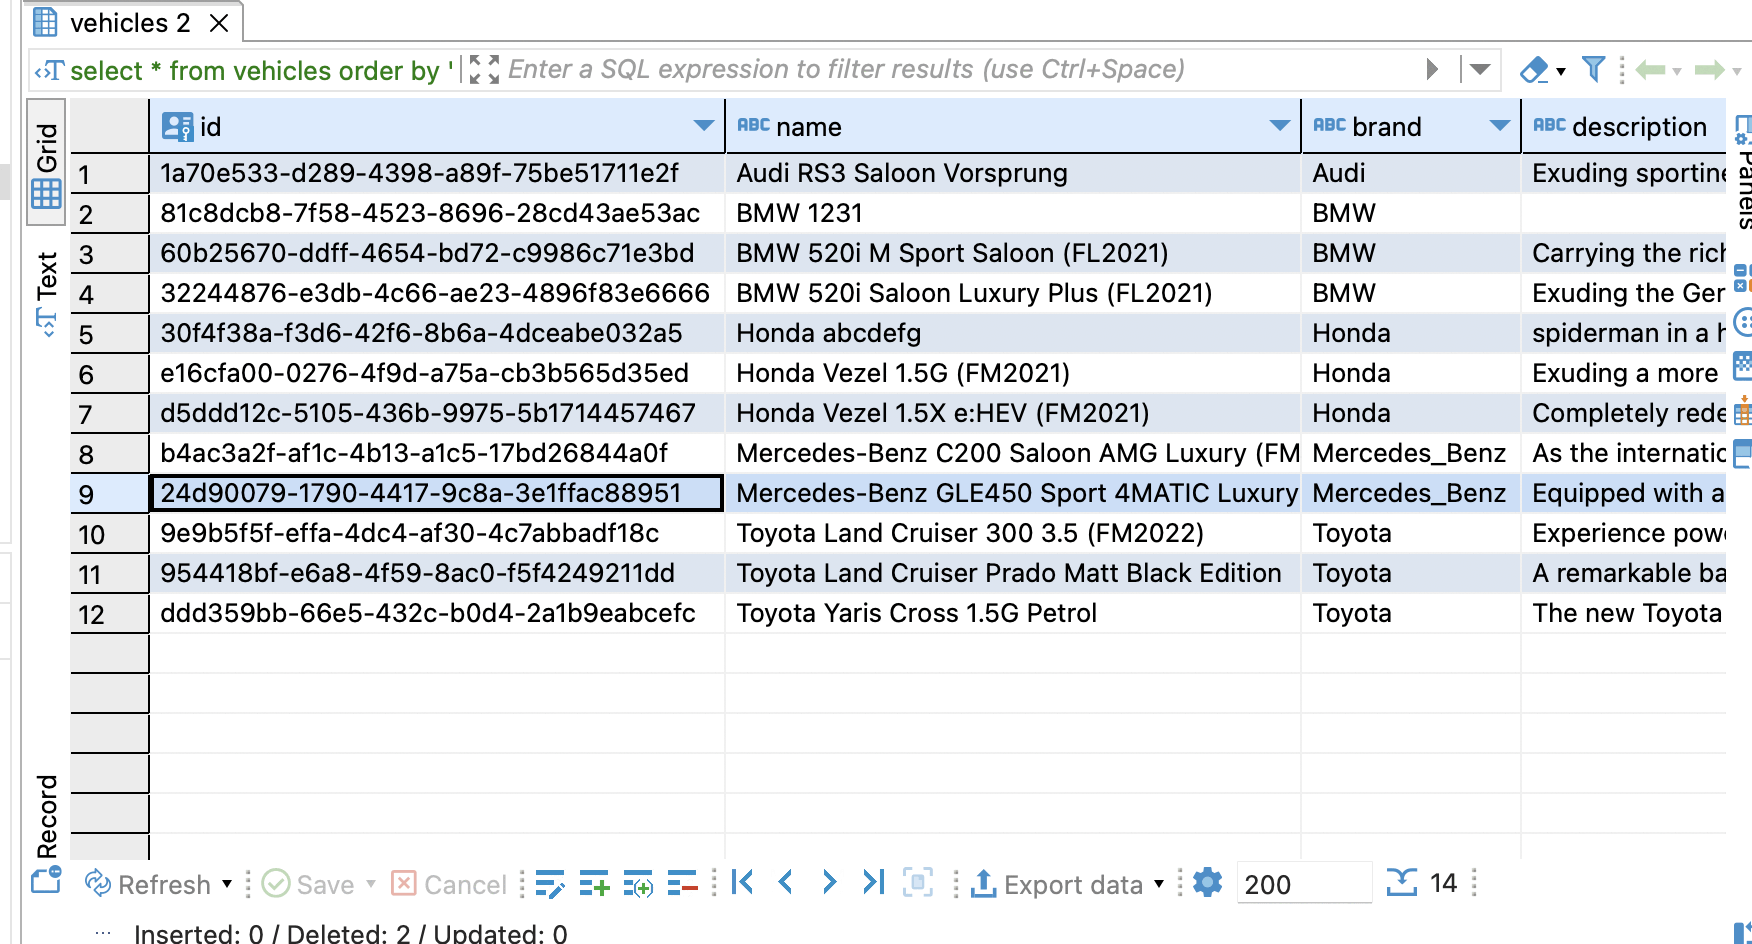 vehicles 2
select * from vehicles order by ' Enter a SQL expression to filter results (use Ctrl+Space)
Grid
Text
Record
id ABC name ABC brand ABC description
1 1a70e533-d289-4398-a89f-75be51711e2f Audi RS3 Saloon Vorsprung Audi Exuding sportine
2 81c8dcb8-7f58-4523-8696-28cd43ae53ac BMW 1231 BMW
3 60b25670-ddff-4654-bd72-c9986c71e3bd BMW 520i M Sport Saloon (FL2021) BMW Carrying the rich
4 32244876-e3db-4c66-ae23-4896f83e6666 BMW 520i Saloon Luxury Plus (FL2021) BMW Exuding the Ger
5 30f4f38a-f3d6-42f6-8b6a-4dceabe032a5 Honda abcdefg Honda spiderman in a h
6 e16cfa00-0276-4f9d-a75a-cb3b565d35ed Honda Vezel 1.5G (FM2021) Honda Exuding a more
7 d5ddd12c-5105-436b-9975-5b1714457467 Honda Vezel 1.5X e:HEV (FM2021) Honda Completely rede
8 b4ac3a2f-af1c-4b13-a1c5-17bd26844a0f Mercedes-Benz C200 Saloon AMG Luxury (FM Mercedes_Benz As the internatic
9 24d90079-1790-4417-9c8a-3e1ffac88951 Mercedes-Benz GLE450 Sport 4MATIC Luxury Mercedes_Benz Equipped with a
10 9e9b5f5f-effa-4dc4-af30-4c7abbadf18c Toyota Land Cruiser 300 3.5 (FM2022) Toyota Experience powe
11 954418bf-e6a8-4f59-8ac0-f5f4249211dd Toyota Land Cruiser Prado Matt Black Edition Toyota A remarkable ba
12 ddd359bb-66e5-432c-b0d4-2a1b9eabcefc Toyota Yaris Cross 1.5G Petrol Toyota The new Toyota
Panels
Refresh Save Cancel Export data 200 14
Inserted: 0 / Deleted: 2 / Updated: 0